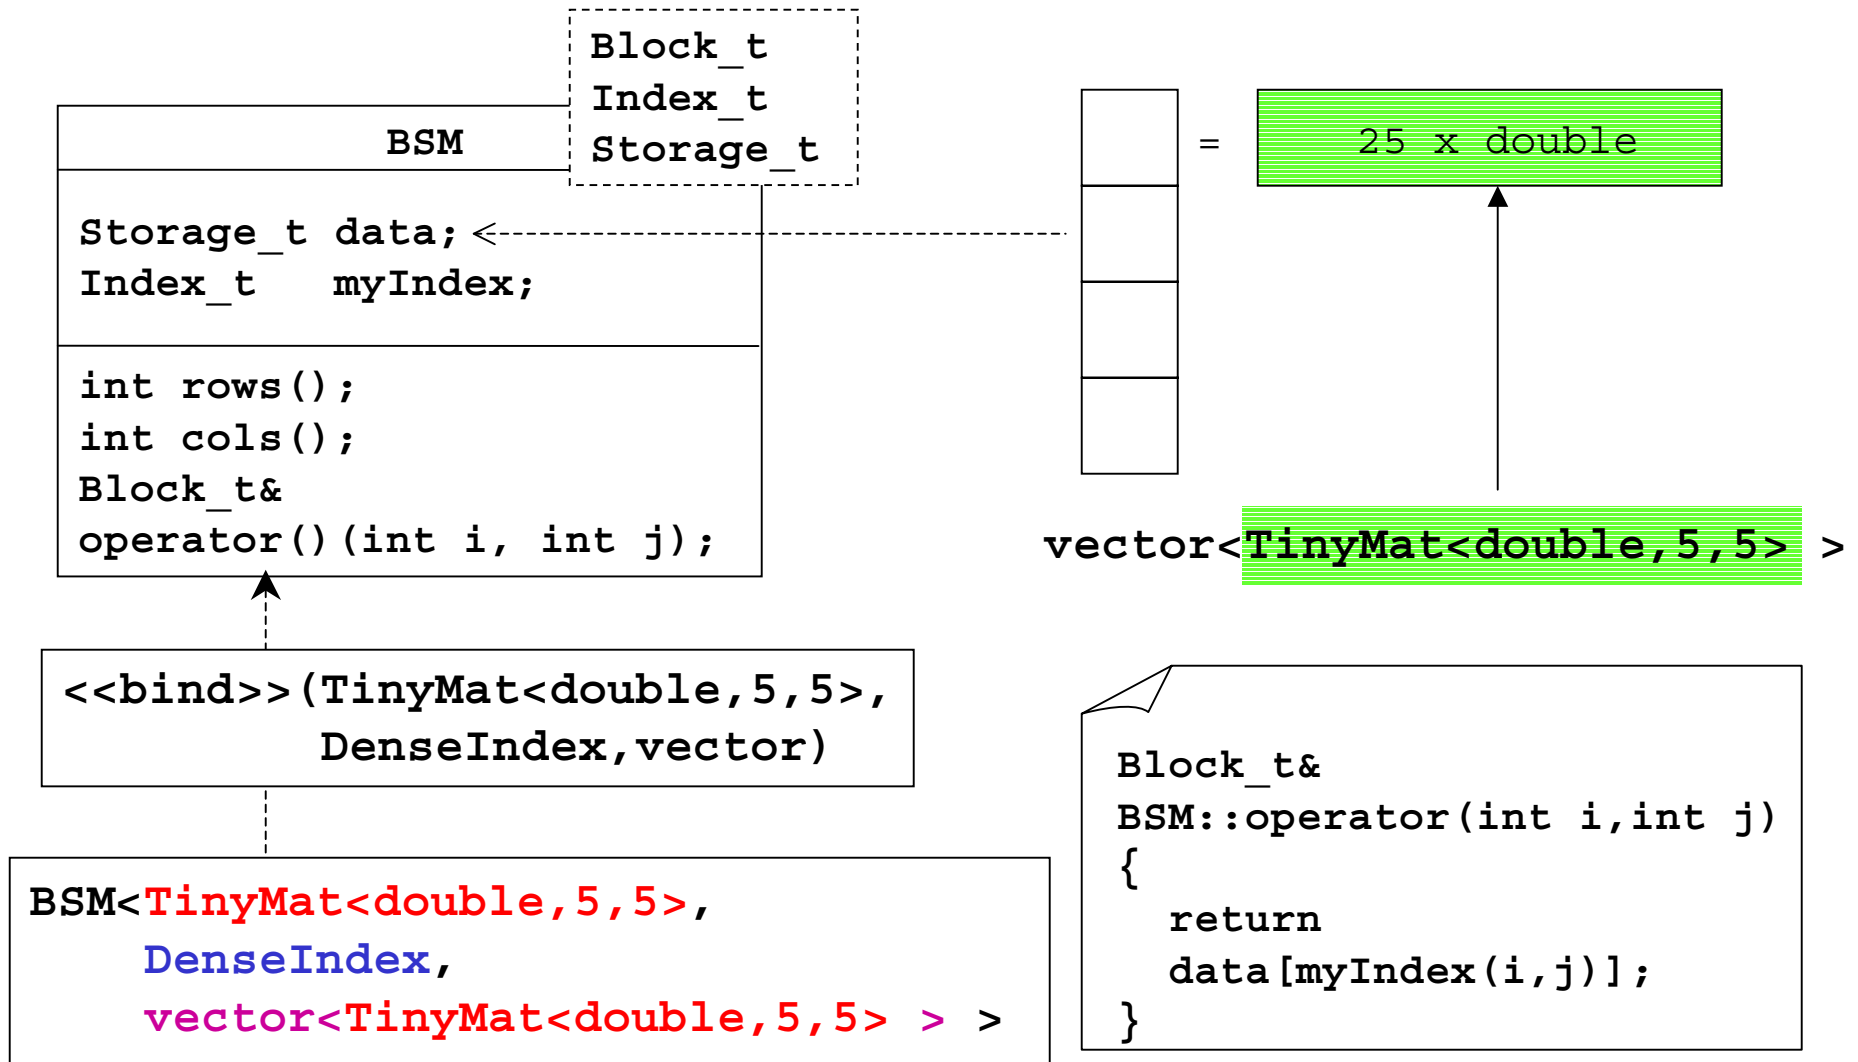 Block_t
Index_t
Storage_t
BSM
Storage_t data;
Index_t   myIndex;
int rows();
int cols();
Block_t&
operator()(int i, int j);
= 25 x double
vector<TinyMat<double,5,5> >
<<bind>>(TinyMat<double,5,5>,
DenseIndex,vector)
BSM<TinyMat<double,5,5>,
DenseIndex,
vector<TinyMat<double,5,5> > >
Block_t&
BSM::operator(int i,int j)
{
return
data[myIndex(i,j)];
}